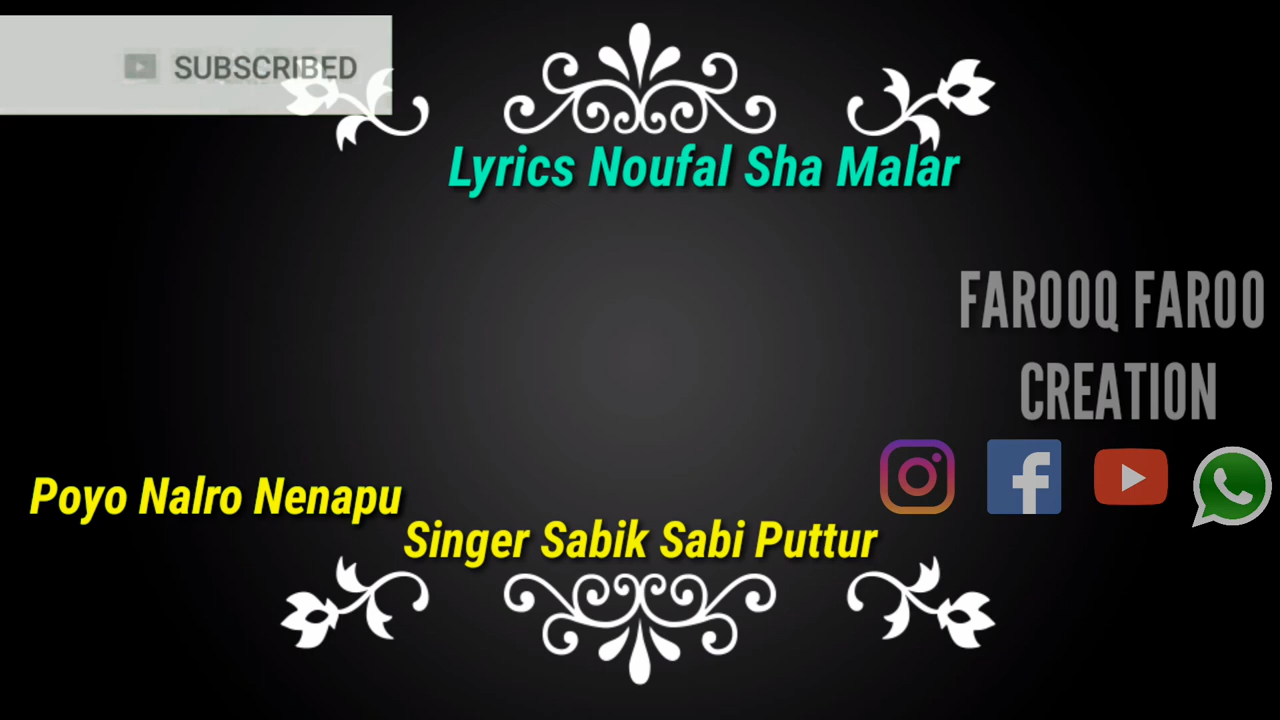 SUBSCRIBED
Lyrics Noufal Sha Malar
FAROOQ FAROO
CREATION
Poyo Nalro Nenapu
Singer Sabik Sabi Puttur